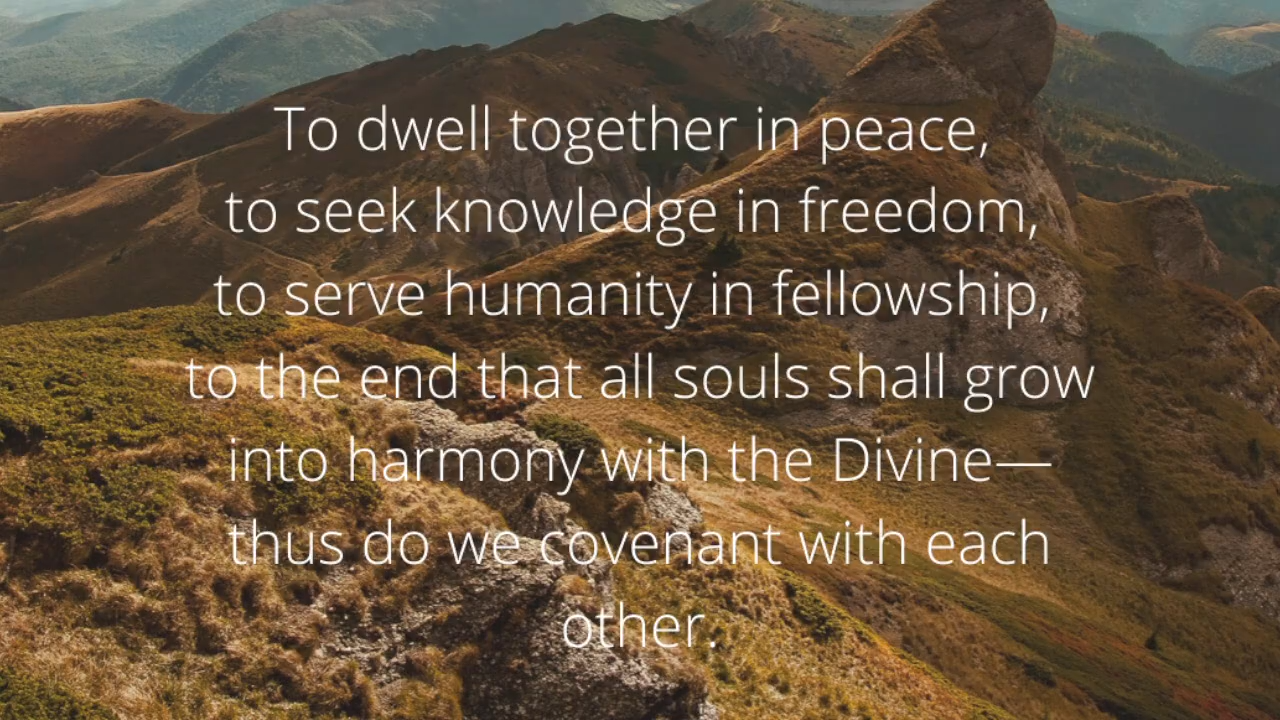 To dwell together in peace,
to seek knowledge in freedom,
to serve humanity in fellowship,
to the end that all souls shall grow
into harmony with the Divine—
thus do we covenant with each
other.